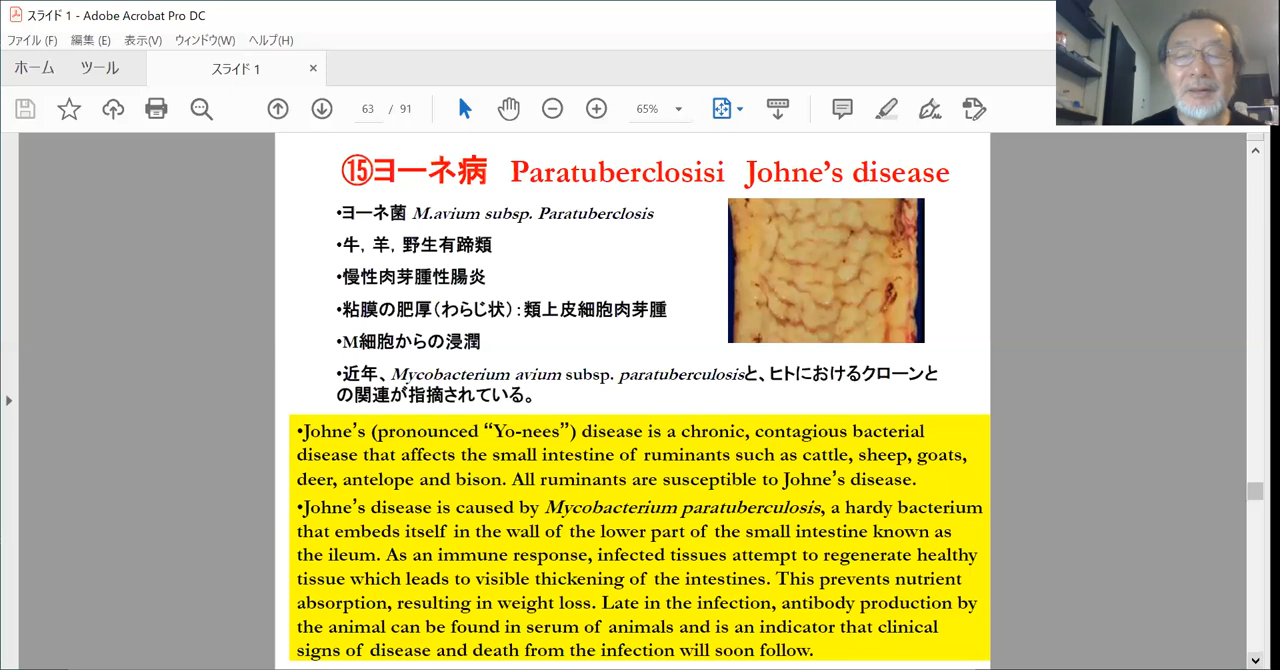 スライド 1 - Adobe Acrobat Pro DC
ファイル (F) 編集 (E) 表示(V) ウィンドウ(W) ヘルプ(H)
ホーム ツール スライド 1 ×
63 / 91 65%
⑮ヨーネ病 Paratuberclosisi Johne's disease
•ヨーネ菌 M.avium subsp. Paratuberclosis
•牛, 羊, 野生有蹄類
•慢性肉芽腫性腸炎
•粘膜の肥厚（わらじ状）：類上皮細胞肉芽腫
•M細胞からの浸潤
•近年、Mycobacterium avium subsp. paratuberculosisと、ヒトにおけるクローンと
の関連が指摘されている。
•Johne's (pronounced “Yo-nees”) disease is a chronic, contagious bacterial
disease that affects the small intestine of ruminants such as cattle, sheep, goats,
deer, antelope and bison. All ruminants are susceptible to Johne's disease.
•Johne's disease is caused by Mycobacterium paratuberculosis, a hardy bacterium
that embeds itself in the wall of the lower part of the small intestine known as
the ileum. As an immune response, infected tissues attempt to regenerate healthy
tissue which leads to visible thickening of the intestines. This prevents nutrient
absorption, resulting in weight loss. Late in the infection, antibody production by
the animal can be found in serum of animals and is an indicator that clinical
signs of disease and death from the infection will soon follow.